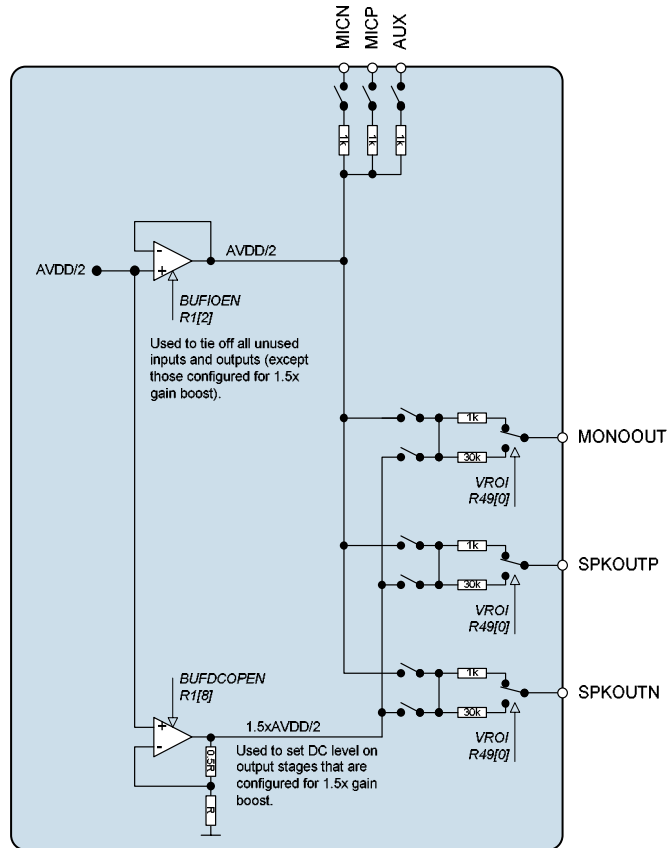 MICN
MICP
AUX
1k
1k
1k
AVDD/2
-
+
AVDD/2
BUFIOEN
R1[2]
Used to tie off all unused
inputs and outputs (except
those configured for 1.5x
gain boost).
1k
MONOOUT
30k
VROI
R49[0]
1k
SPKOUTP
30k
VROI
R49[0]
BUFDCOPEN
R1[8]
1k
SPKOUTN
30k
VROI
R49[0]
+
-
1.5xAVDD/2
0.5R
Used to set DC level on
output stages that are
configured for 1.5x gain
boost.
R